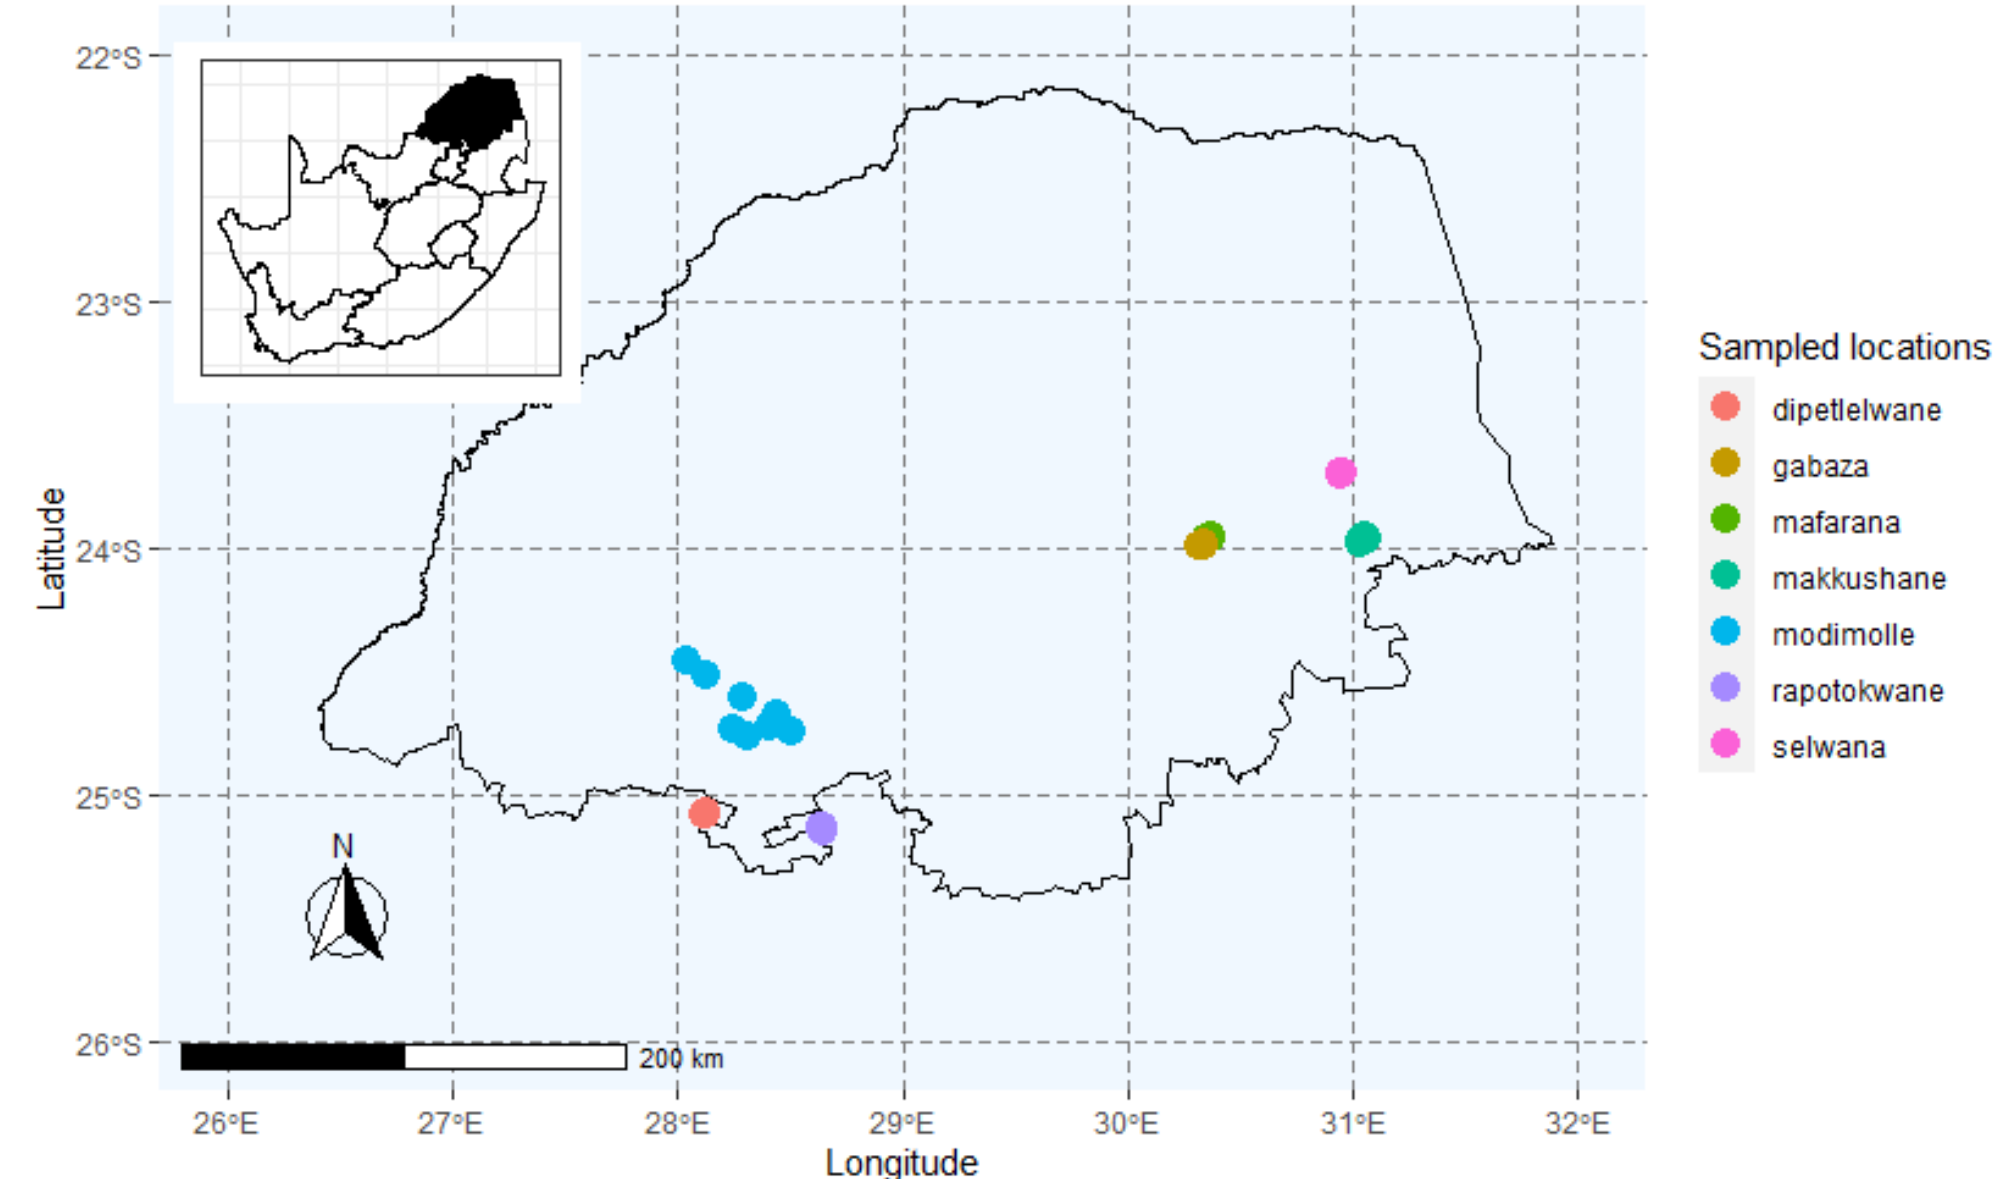 22°S
23°S
24°S
25°S
26°S
Latitude
N
200 km
26°E
27°E
28°E
29°E
30°E
31°E
32°E
Longitude
Sampled locations
dipetlelwane
gabaza
mafarana
makkushane
modimolle
rapotokwane
selwana